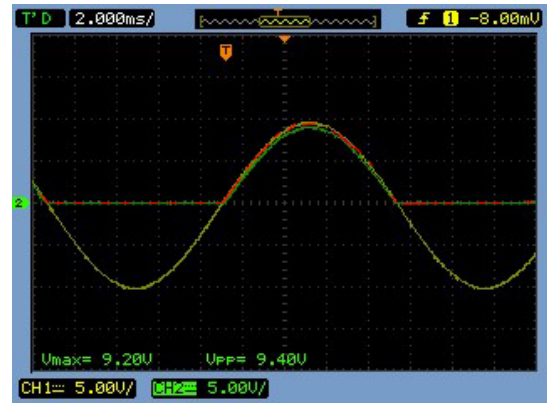 T'D 2.000ms/ T f 1 -8.00mV
T
2
Vmax= 9.20V Vpp= 9.40V
CH1 5.00V/ CH2 5.00V/